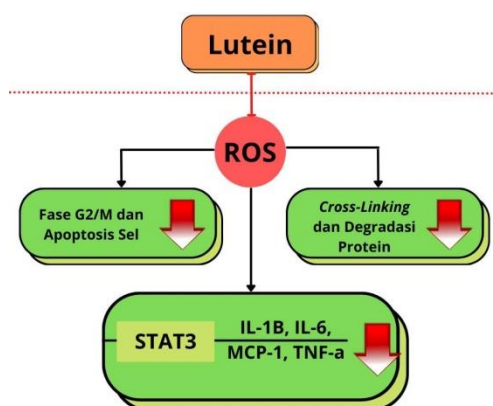 Lutein
ROS
Fase G2/M dan
Apoptosis Sel
Cross-Linking
dan Degradasi
Protein
STAT3
IL-1B, IL-6,
MCP-1, TNF-a